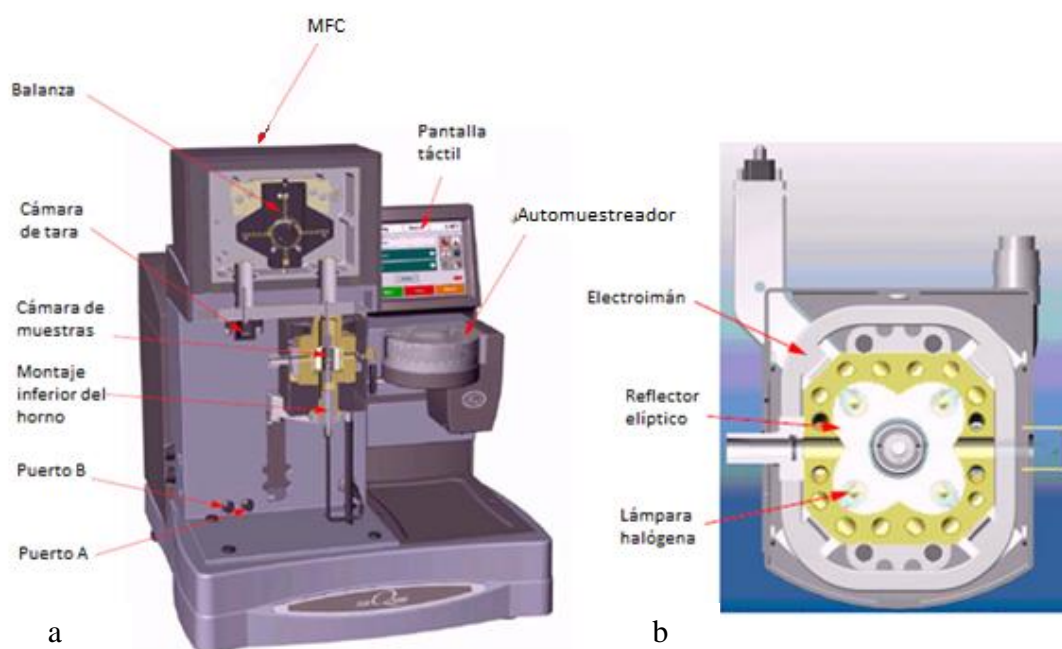 MFC
Balanza
Pantalla
táctil
Cámara
de tara
Automuestreador
Cámara de
muestras
Electroimán
Montaje
inferior del
horno
Reflector
elíptico
Puerto B
Puerto A
Lámpara
halógena
a
b